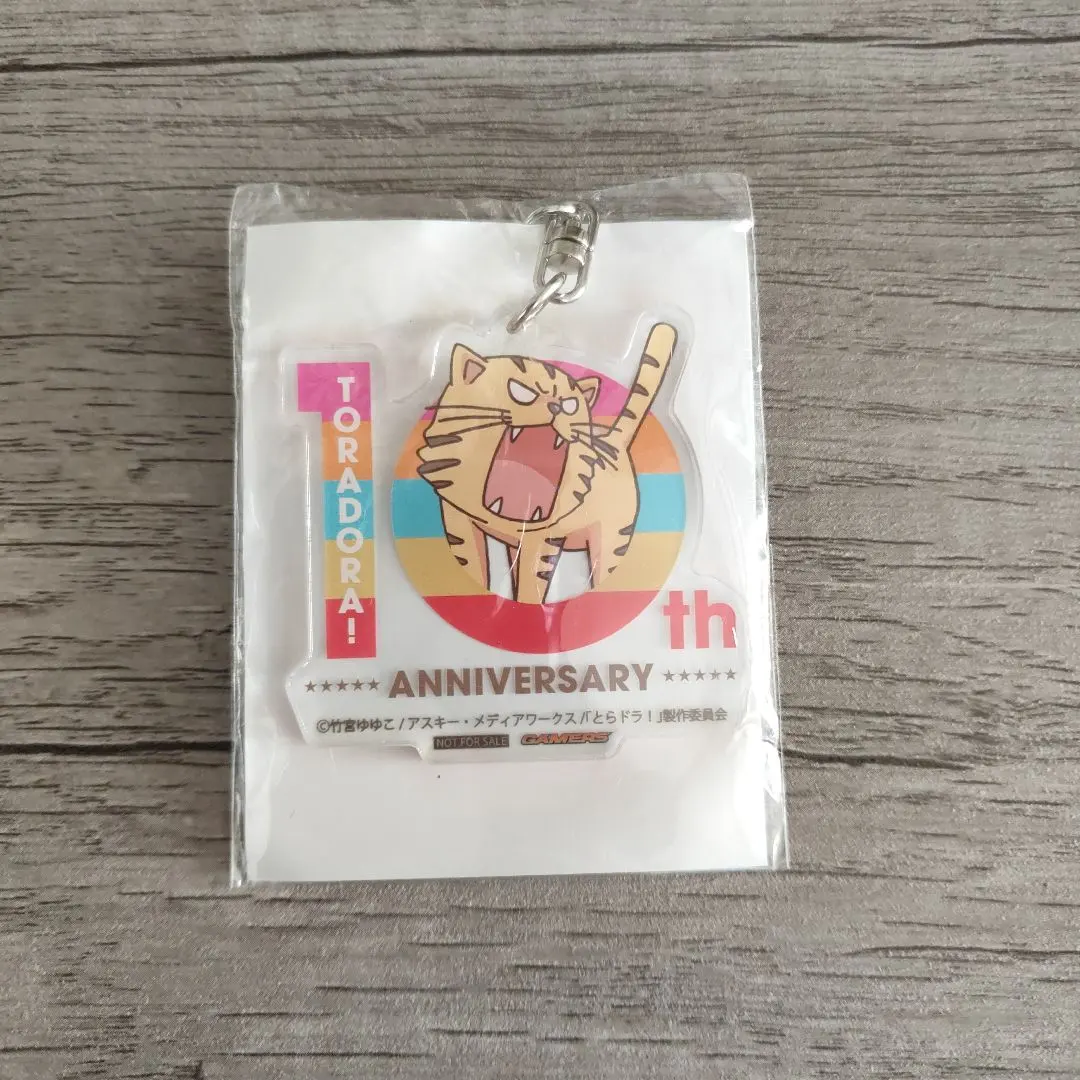 TORADORA!
10th
★★★★★ ANNIVERSARY ★★★★★
©竹宮ゆゆこ/アスキー・メディアワークス/「とらドラ！」製作委員会
NOT FOR SALE GAMERS